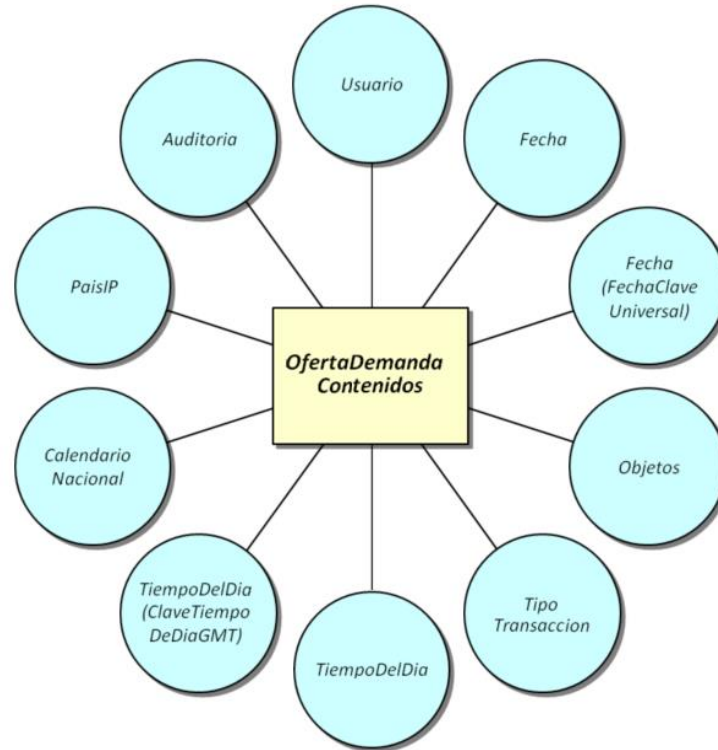 Usuario
Auditoria
Fecha
PaisIP
Fecha
(FechaClave
Universal)
OfertaDemanda
Contenidos
Calendario
Nacional
Objetos
TiempoDelDia
(ClaveTiempo
DeDiaGMT)
Tipo
Transaccion
TiempoDelDia